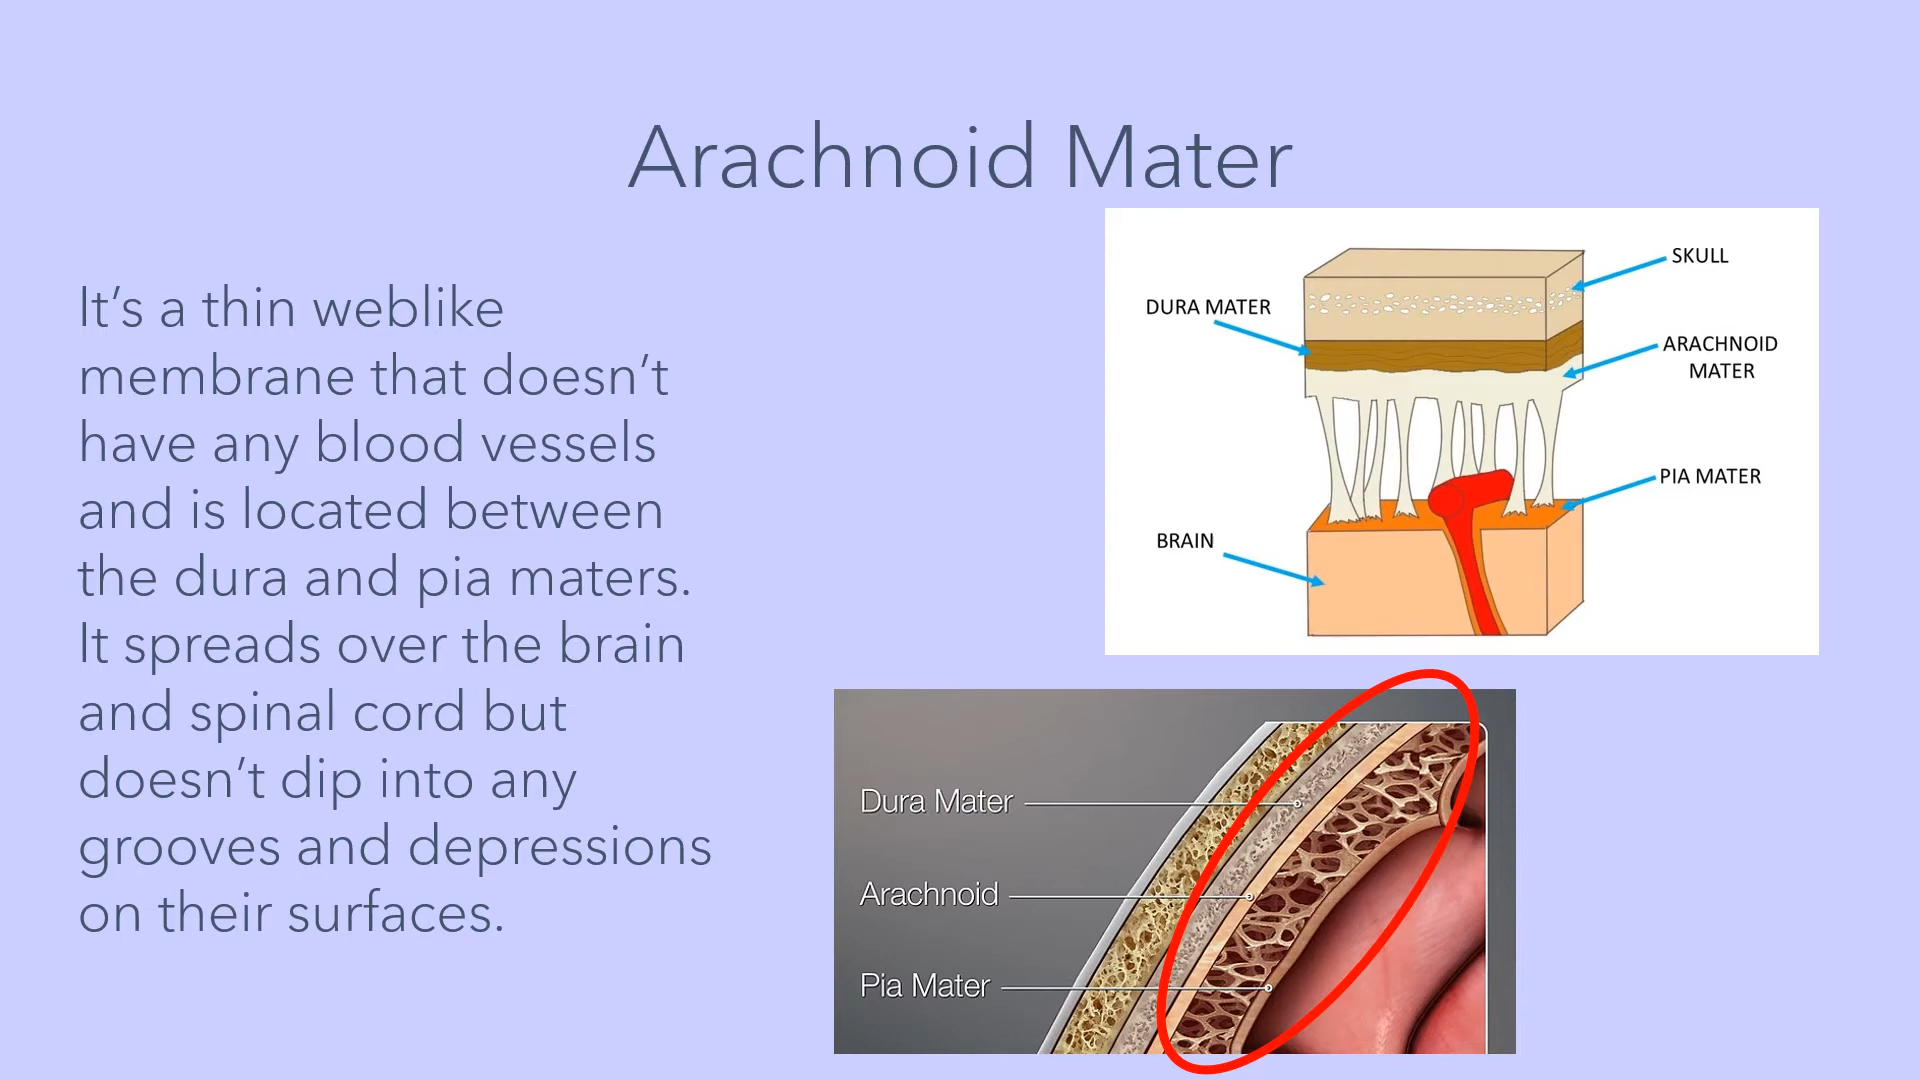 Arachnoid Mater
It’s a thin weblike
membrane that doesn’t
have any blood vessels
and is located between
the dura and pia maters.
It spreads over the brain
and spinal cord but
doesn’t dip into any
grooves and depressions
on their surfaces.
SKULL
DURA MATER
ARACHNOID
MATER
PIA MATER
BRAIN
Dura Mater
Arachnoid
Pia Mater